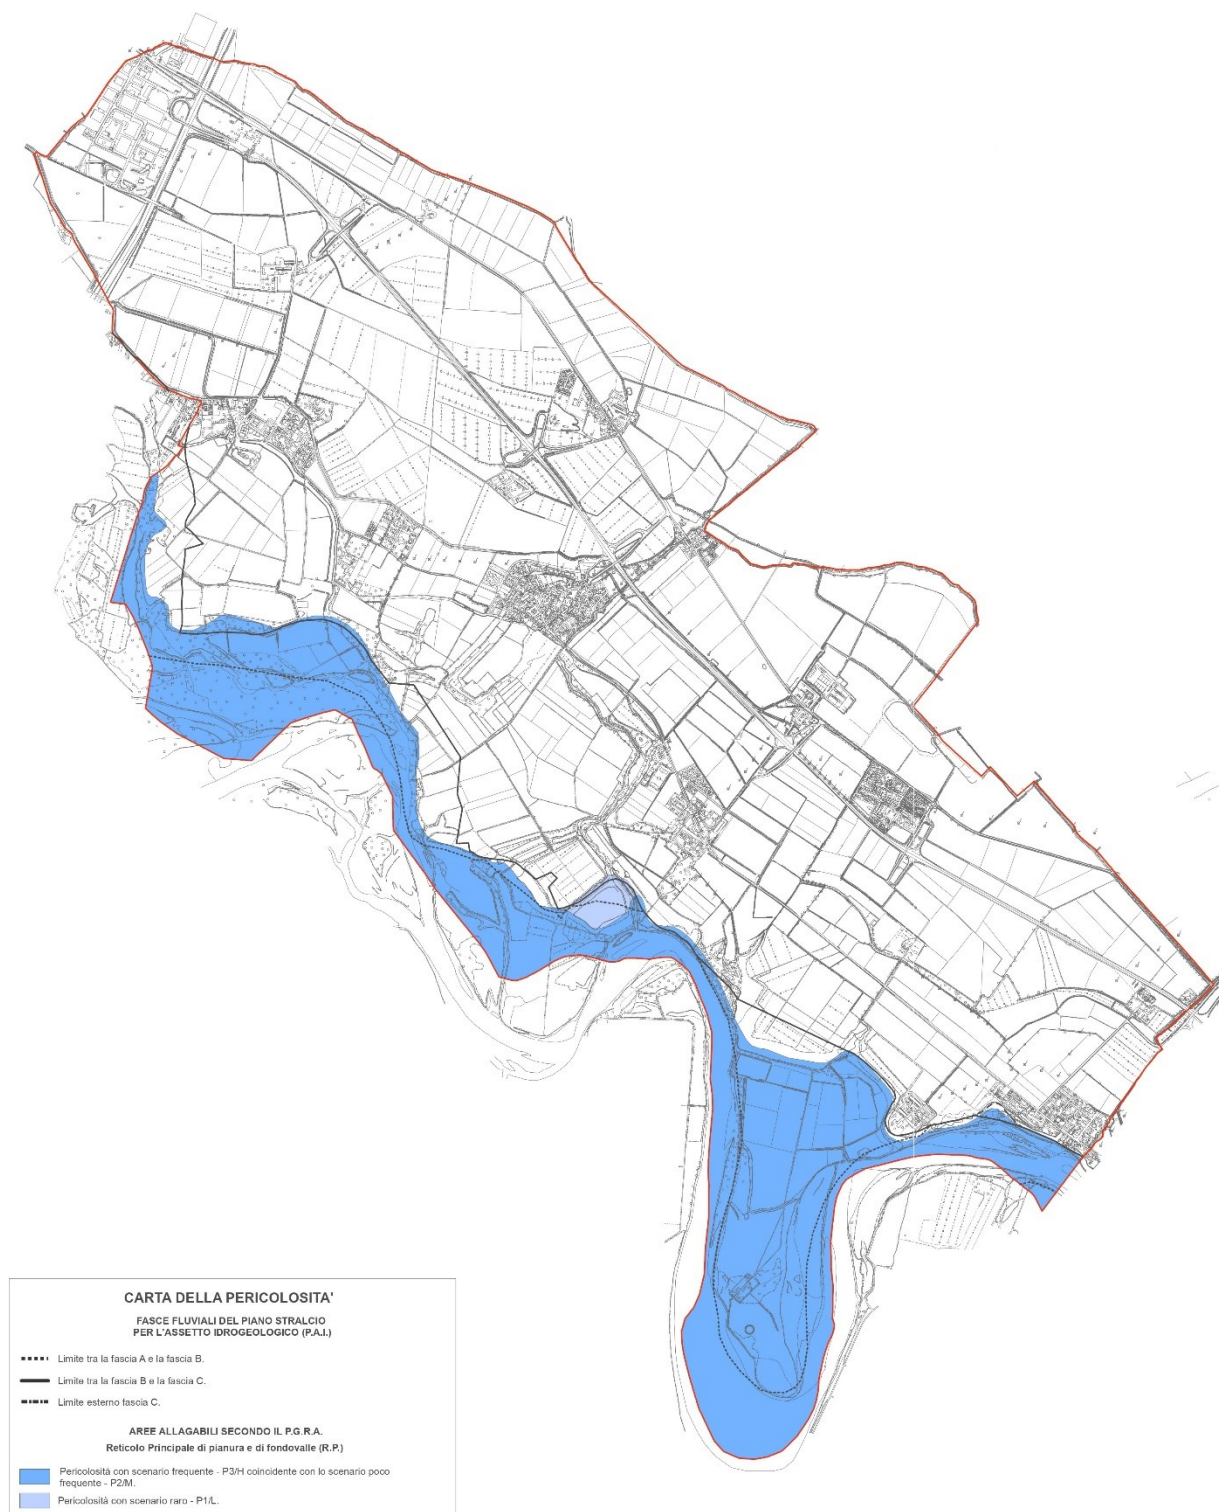 CARTA DELLA PERICOLOSITA'
FASCE FLUVIALI DEL PIANO STRALCIO
PER L'ASSETTO IDROGEOLOGICO (P.A.I.)
Limite tra la fascia A e la fascia B.
Limite tra la fascia B e la fascia C.
Limite esterno fascia C.
AREE ALLAGABILI SECONDO IL P.G.R.A.
Reticolo Principale di pianura e di fondovalle (R.P.)
Pericolosità con scenario frequente - P3/H coincidente con lo scenario poco
frequente - P2/M.
Pericolosità con scenario raro - P1/L.